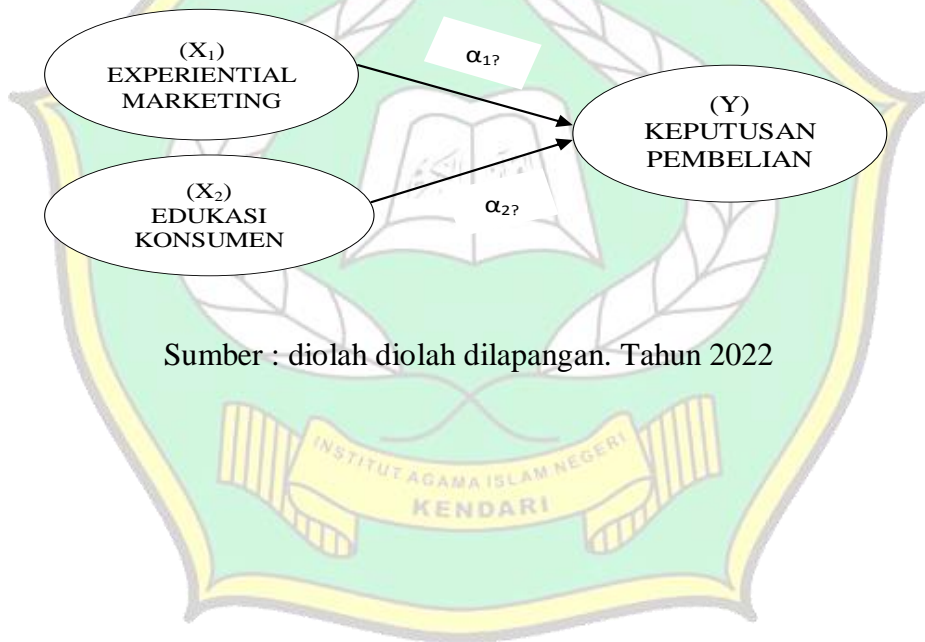 (X₁)
EXPERIENTIAL
MARKETING
α₁?
(Y)
KEPUTUSAN
PEMBELIAN
(X₂)
EDUKASI
KONSUMEN
α₂?
Sumber : diolah diolah dilapangan. Tahun 2022
INSTITUT AGAMA ISLAM NEGERI
KENDARI